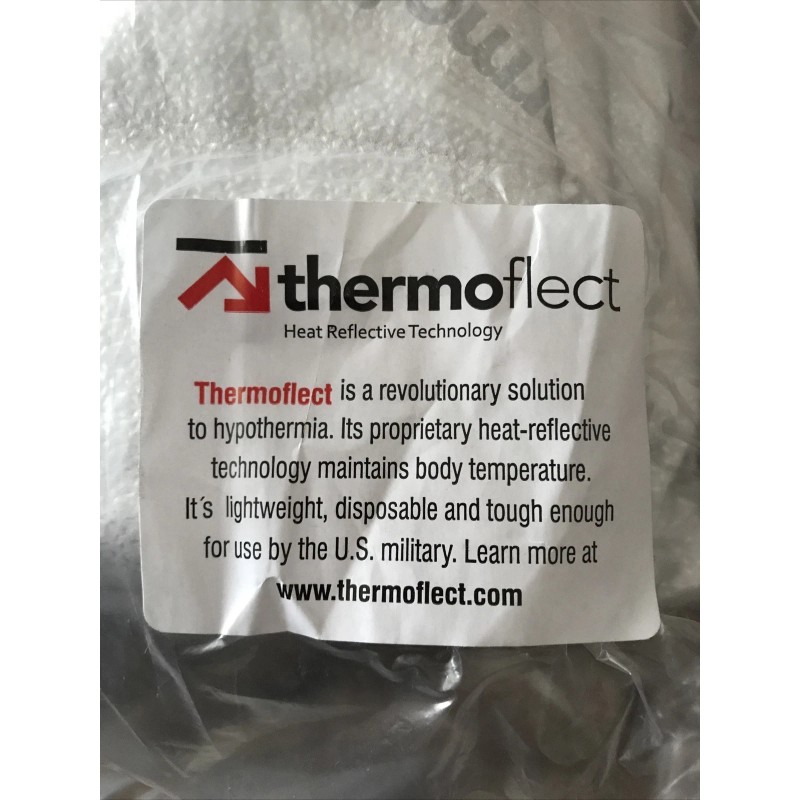 thermoflect
Heat Reflective Technology
Thermoflect is a revolutionary solution
to hypothermia. Its proprietary heat-reflective
technology maintains body temperature.
It´s lightweight, disposable and tough enough
for use by the U.S. military. Learn more at
www.thermoflect.com